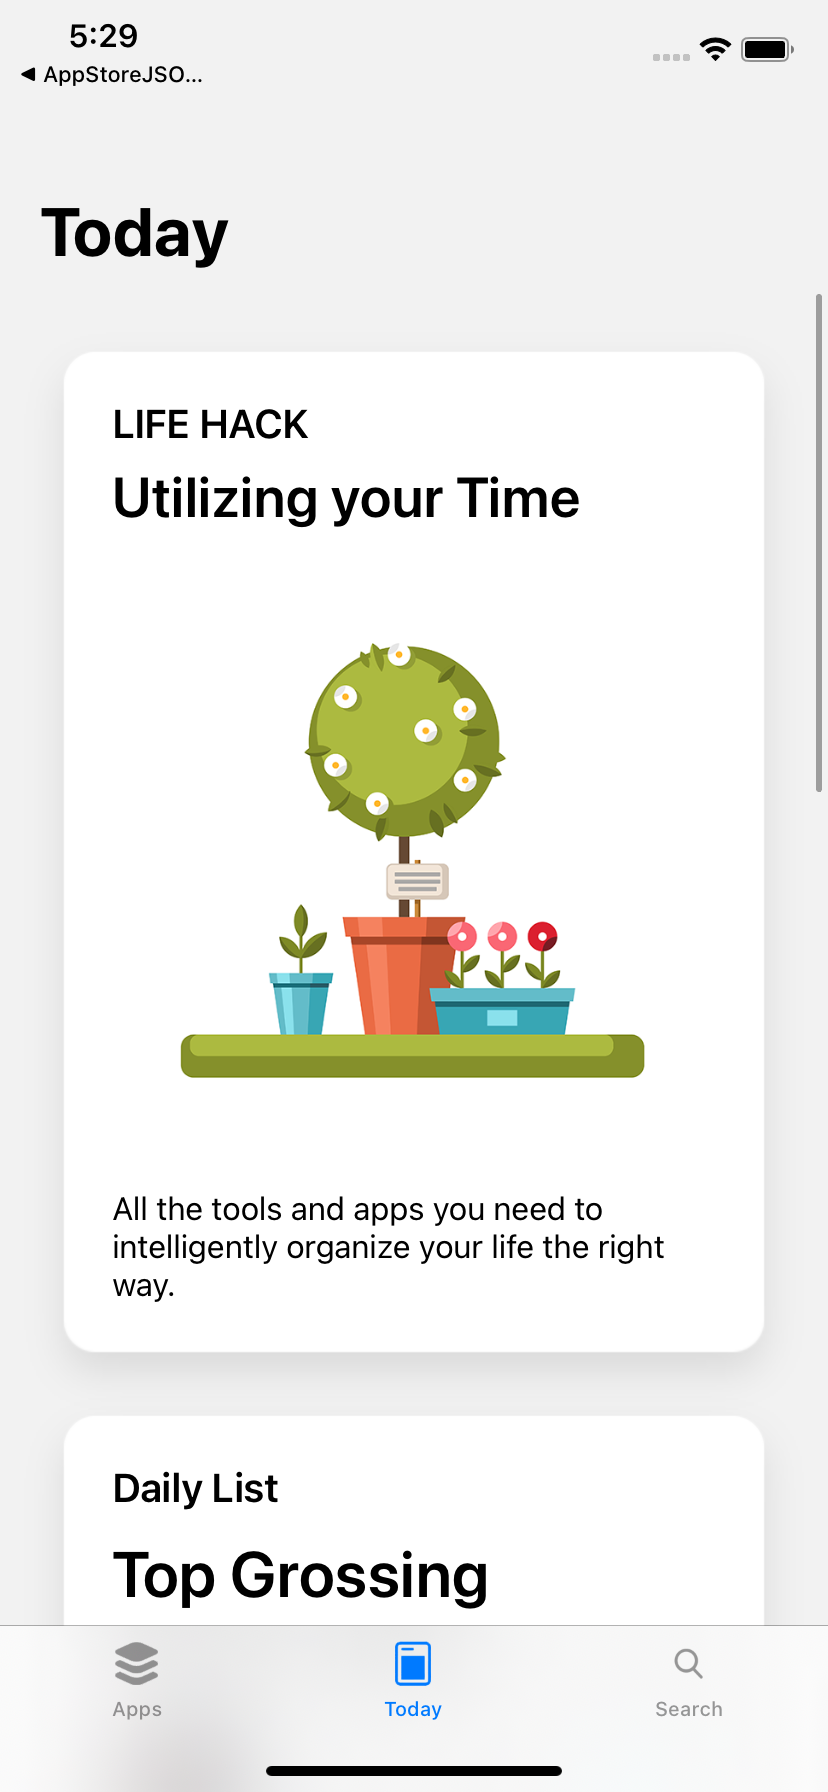 5:29
◀ AppStoreJSO...
Today
LIFE HACK
Utilizing your Time
All the tools and apps you need to
intelligently organize your life the right
way.
Daily List
Top Grossing
Apps
Today
Search